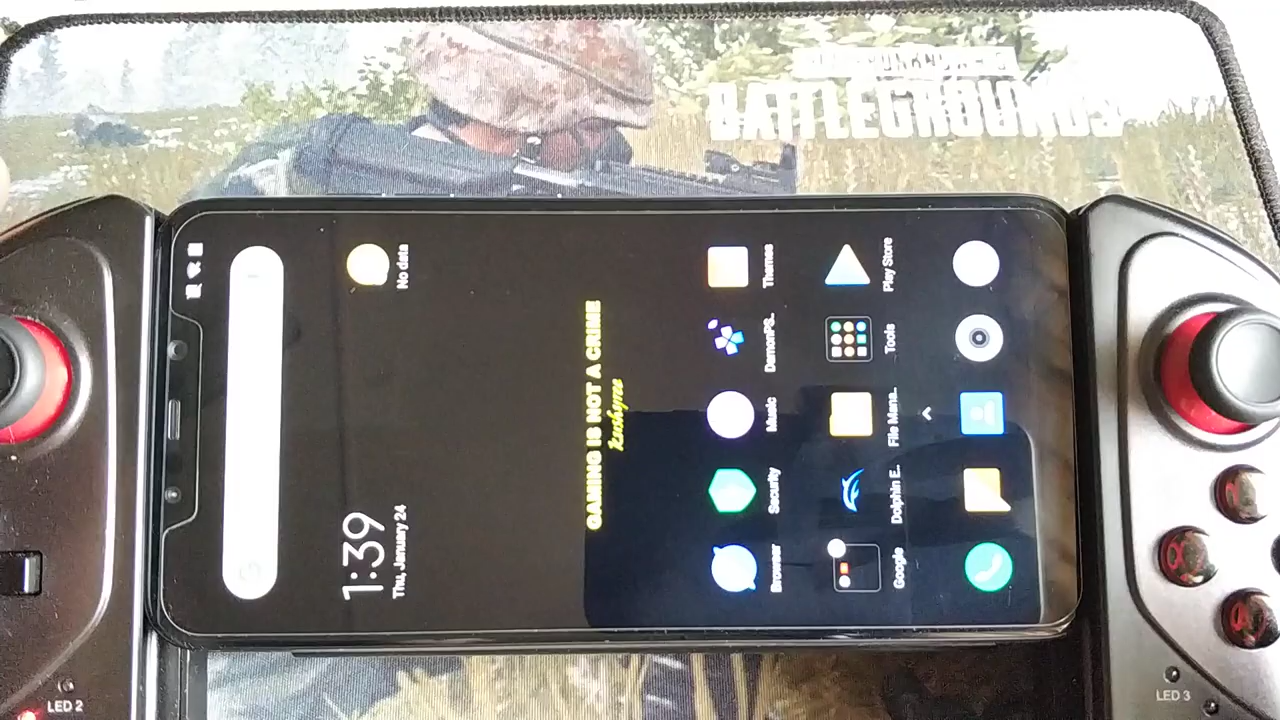 BATTLEGROUNDS
1:39
Thu, January 24
No data
GAMING IS NOT A CRIME
Browser
Security
Music
DamonPS..
Themes
Google
Dolphin E..
File Mana..
Tools
Play Store
LED 2
LED 3